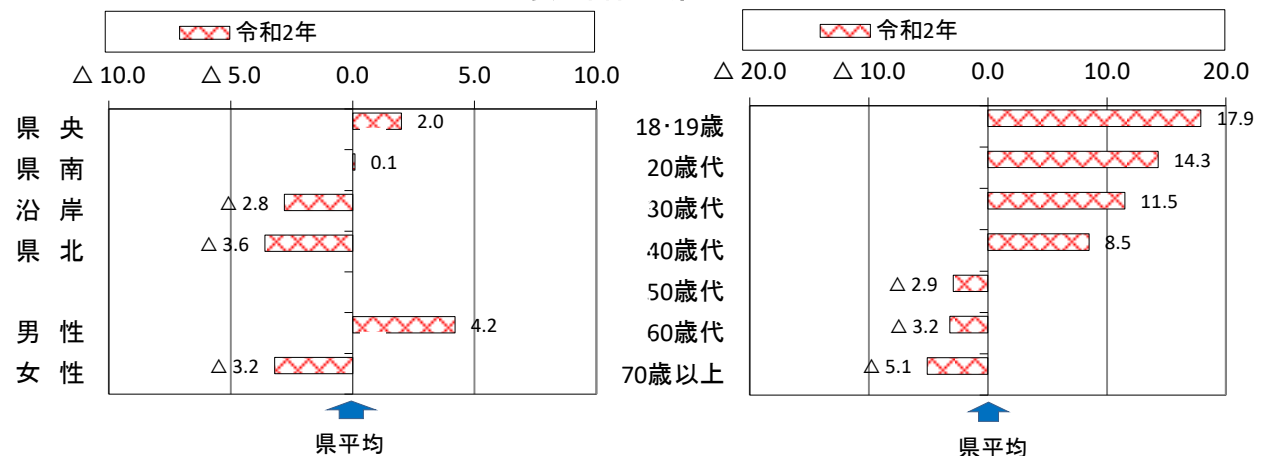 令和2年
△ 10.0 △ 5.0 0.0 5.0 10.0
県 央 2.0
県 南 0.1
沿 岸 △ 2.8
県 北 △ 3.6
男 性 4.2
女 性 △ 3.2
県平均
令和2年
△ 20.0 △ 10.0 0.0 10.0 20.0
18･19歳 17.9
20歳代 14.3
30歳代 11.5
40歳代 8.5
50歳代 △ 2.9
60歳代 △ 3.2
70歳以上 △ 5.1
県平均